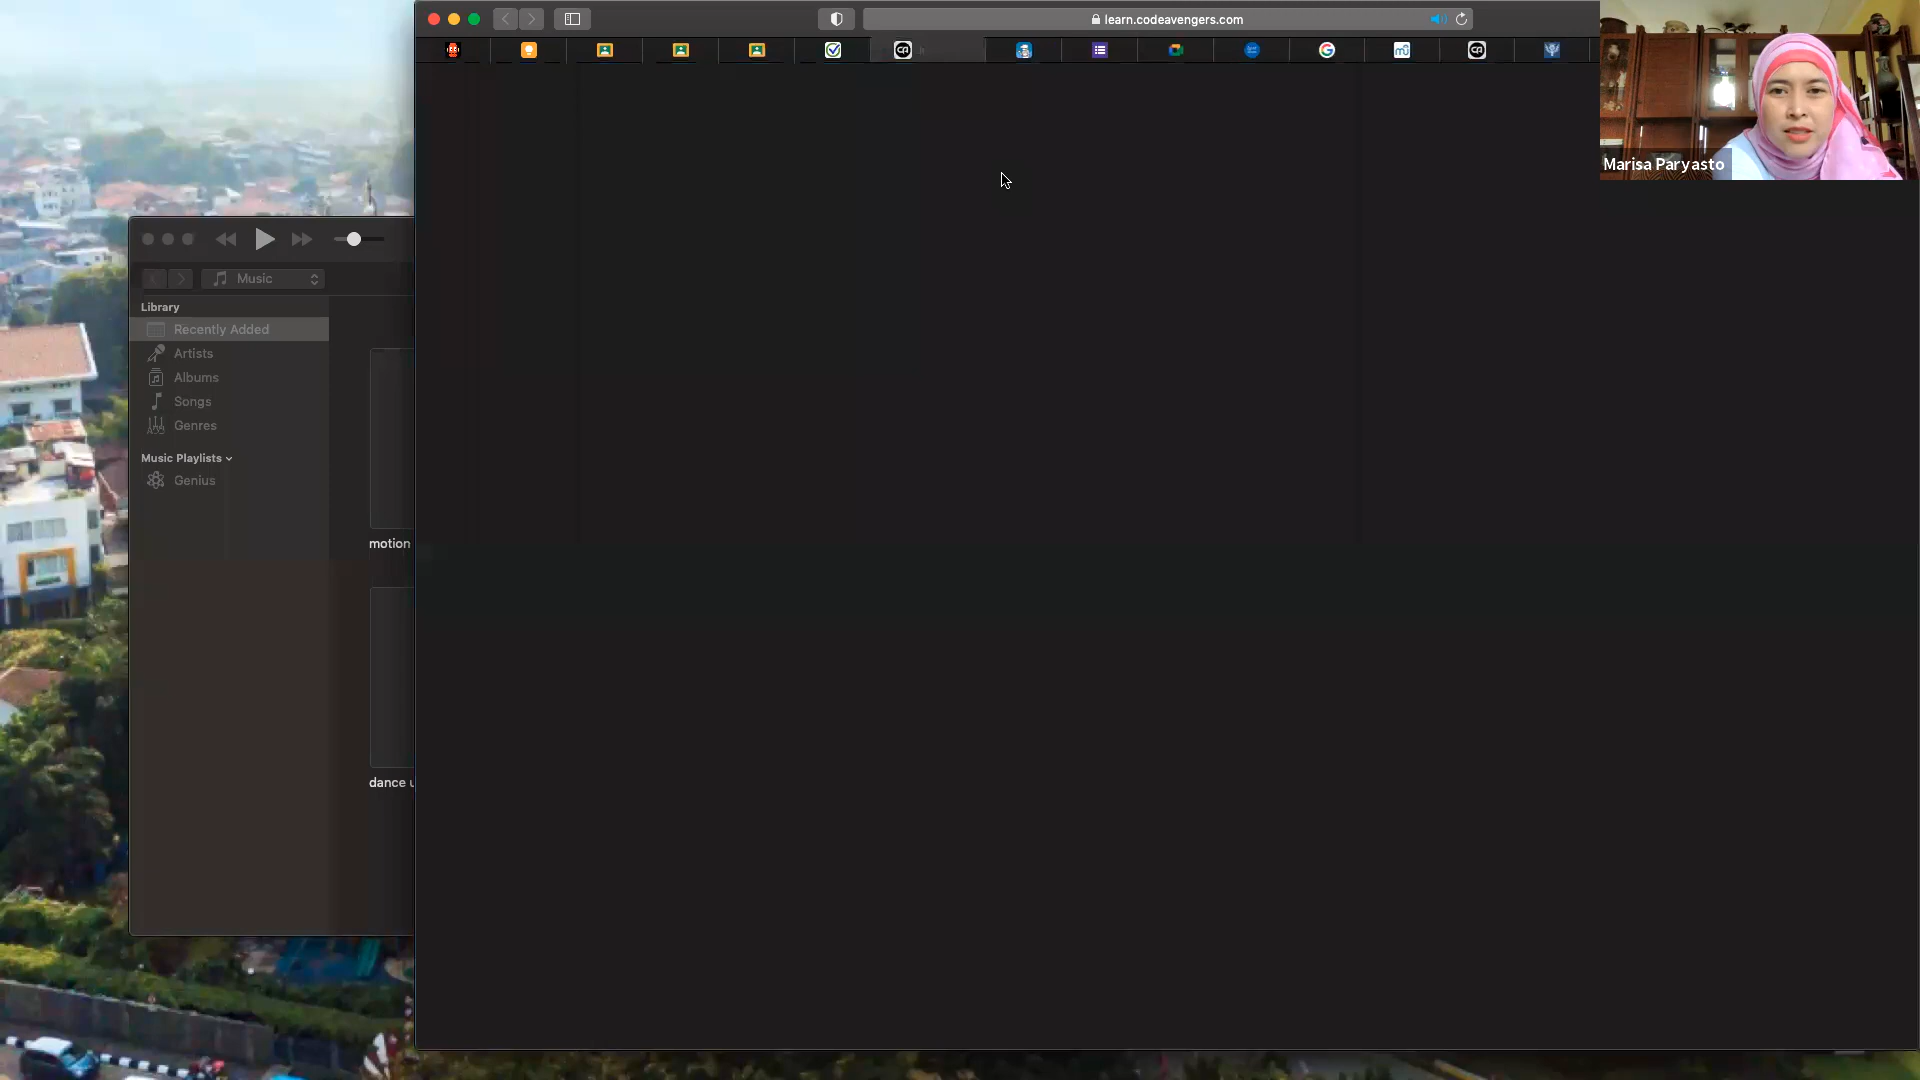 learn.codeavengers.com
Marisa Paryasto
Music
Library
Recently Added
Artists
Albums
Songs
Genres
Music Playlists
Genius
motion
dance u